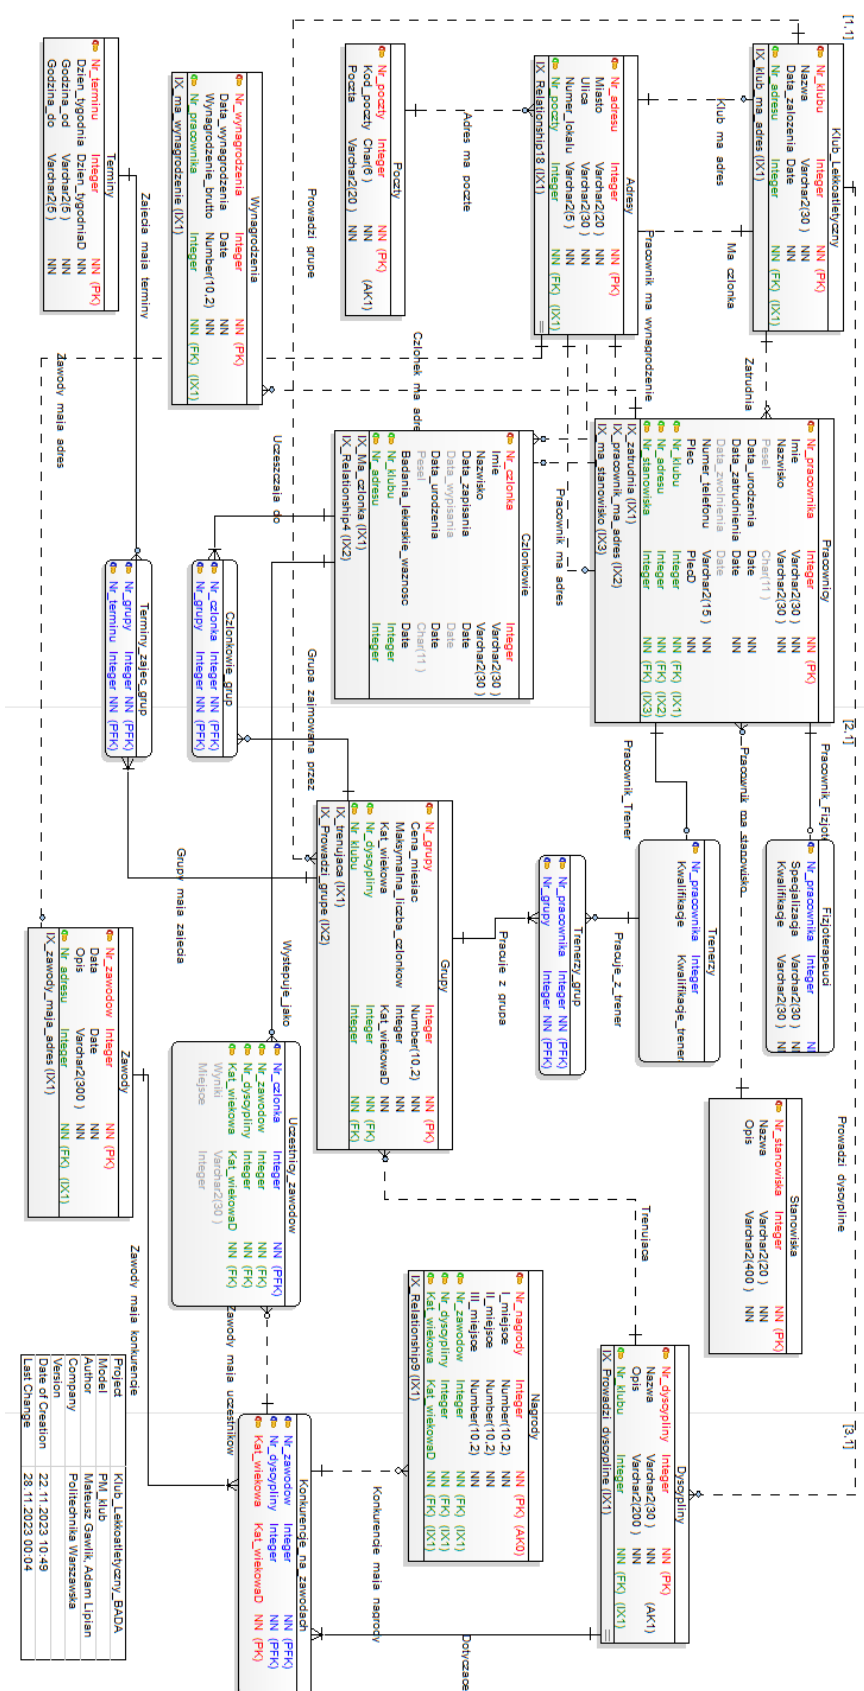 [1,1]
[2,1]
[3,1]
Prowadzi dyscypline
Klub_Lekkoatletyczny
Nr_klubu Integer NN (PK)
Nazwa Varchar2(30) NN
Data_zalozenia Date NN
Nr_adresu Integer NN (FK) (IX1)
IX_klub_ma_adres (IX1)
Klub ma adres
Ma czlonka
Zatrudnia
Pracownicy
Nr_pracownika Integer NN (PK)
Imie Varchar2(30) NN
Nazwisko Varchar2(30) NN
Pesel Char(11)
Data_urodzenia Date NN
Data_zatrudnienia Date NN
Data_zwolnienia Date
Numer_telefonu Varchar2(15) NN
Plec PlecD
Nr_klubu Integer NN (FK) (IX1)
Nr_adresu Integer NN (FK) (IX2)
Nr_stanowiska Integer NN (FK) (IX3)
IX_zatrudnia (IX1)
IX_pracownik_ma_adres (IX2)
IX_ma_stanowisko (IX3)
Pracownik_Fizjot
Pracownik ma stanowisko
Pracownik_Trener
Fizjoterapeuci
Nr_pracownika Integer N
Specjalizacja Varchar2(30) N
Kwalifikacje Varchar2(30) N
Trenerzy
Nr_pracownika Integer
Kwalifikacje Kwalifikacje_trener
Stanowiska
Nr_stanowiska Integer NN (PK)
Nazwa Varchar2(20) NN
Opis Varchar2(400) NN
Dyscypliny
Nr_dyscypliny Integer NN (PK)
Nazwa Varchar2(30) NN (AK1)
Opis Varchar2(200) NN
Nr_klubu Integer NN (FK) (IX1)
IX_Prowadzi_dyscypline (IX1)
Adresy
Nr_adresu Integer NN (PK)
Miasto Varchar2(20) NN
Ulica Varchar2(30) NN
Numer_lokalu Varchar2(5) NN
Nr_poczty Integer NN (FK) (IX1)
IX_Relationship18 (IX1)
Pracownik ma wynagrodzenie
Pracownik ma adres
Pracuje_z_trener
Trenujaca
Trenerzy_grup
Nr_pracownika Integer NN (PFK)
Nr_grupy Integer NN (PFK)
Pracuje z grupa
Adres ma poczte
Poczty
Nr_poczty Integer NN (PK)
Kod_poczty Char(6) NN (AK1)
Poczta Varchar2(20) NN
Czlonek ma adre
Czlonkowie
Nr_czlonka Integer
Imie Varchar2(30)
Nazwisko Varchar2(30)
Data_zapisania Date
Data_wypisania Date
Data_urodzenia Date
Pesel Char(11)
Badania_lekarskie_waznosc Date
Nr_klubu Integer
Nr_adresu Integer
IX_Ma_czlonka (IX1)
IX_Relationship4 (IX2)
Grupy
Nr_grupy Integer NN (PK)
Cena_miesiac Number(10,2) NN
Maksymalna_liczba_czlonkow Integer NN
Kat_wiekowa Kat_wiekowaD NN
Nr_dyscypliny Integer NN (FK)
Nr_klubu Integer NN (FK)
IX_trenujaca (IX1)
IX_Prowadzi_grupe (IX2)
Nagrody
Nr_nagrody Integer NN (PK) (AK0)
I_miejsce Number(10,2) NN
II_miejsce Number(10,2) NN
III_miejsce Number(10,2) NN
Nr_zawodow Integer NN (FK) (IX1)
Nr_dyscypliny Integer NN (FK) (IX1)
Kat_wiekowa Kat_wiekowaD NN (FK) (IX1)
IX_Relationship9 (IX1)
Dotyczace
Konkurencje maja nagrody
Prowadzi grupe
Grupa zajmowana przez
Uczeszczaja do
Wystepuje_jako
Wynagrodzenia
Nr_wynagrodzenia Integer NN (PK)
Data_wynagrodzenia Date NN
Wynagrodzenie_brutto Number(10,2) NN
Nr_pracownika Integer NN (FK) (IX1)
IX_ma_wynagrodzenie (IX1)
Czlonkowie_grup
Nr_czlonka Integer NN (PFK)
Nr_grupy Integer NN (PFK)
Uczestnicy_zawodow
Nr_czlonka Integer NN (PFK)
Nr_zawodow Integer NN (FK)
Nr_dyscypliny Integer NN (FK)
Kat_wiekowa Kat_wiekowaD NN (FK)
Wyniki Varchar2(30)
Miejsce Integer
Zawody maja uczestnikow
Konkurencje_na_zawodach
Nr_zawodow Integer NN (PFK)
Nr_dyscypliny Integer NN (PFK)
Kat_wiekowa Kat_wiekowaD NN (PK)
Zajecia maja terminy
Grupy maja zajecia
Terminy_zajec_grup
Nr_grupy Integer NN (PFK)
Nr_terminu Integer NN (PFK)
Terminy
Nr_terminu Integer NN (PK)
Dzien_tygodnia Dzien_tygodniaD NN
Godzina_od Varchar2(5) NN
Godzina_do Varchar2(5) NN
Zawody maja adres
Zawody
Nr_zawodow Integer NN (PK)
Data Date NN
Opis Varchar2(300) NN
Nr_adresu Integer NN (FK) (IX1)
IX_zawody_maja_adres (IX1)
Zawody maja konkurencje
Project Klub_Lekkoatletyczny_BADA
Model PM_klub
Author Mateusz Gawlik, Adam Lipian
Company Politechnika Warszawska
Version
Date of Creation 22.11.2023 10:49
Last Change 28.11.2023 00:04